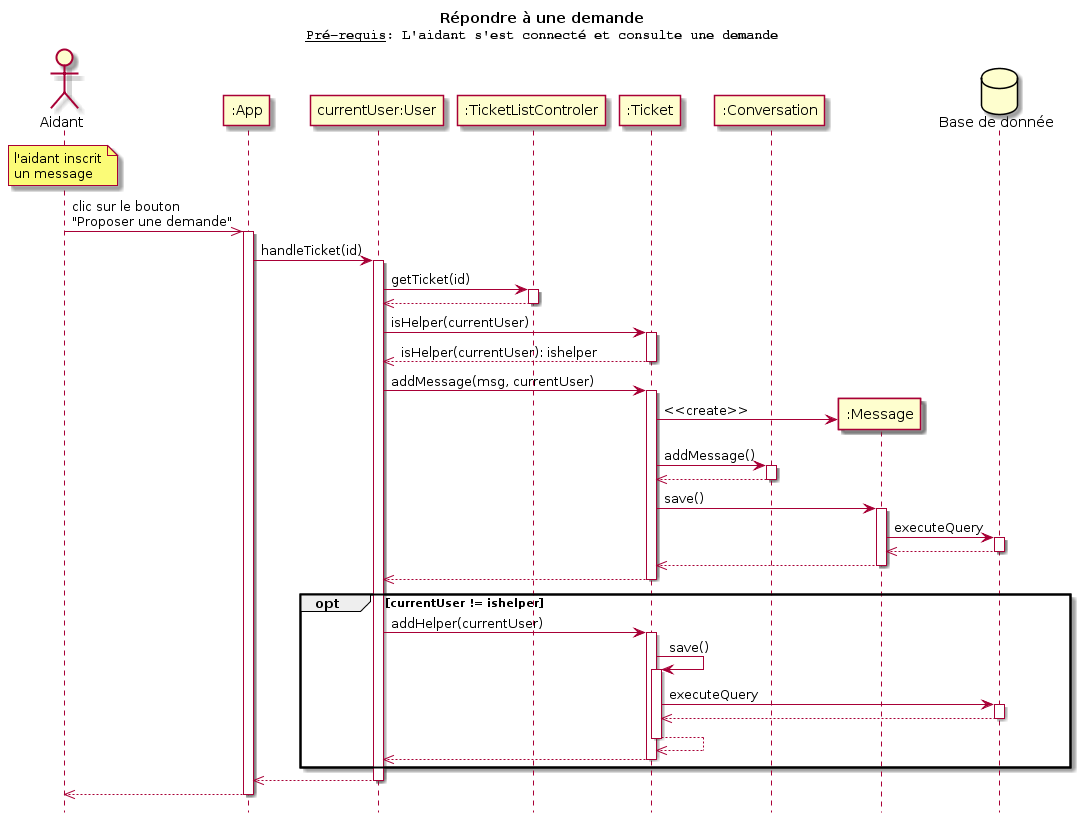 Répondre à une demande
Pré-requis: L'aidant s'est connecté et consulte une demande
Aidant
:App
currentUser:User
:TicketListControler
:Ticket
:Conversation
Base de donnée
l'aidant inscrit
un message
clic sur le bouton
"Proposer une demande"
handleTicket(id)
getTicket(id)
isHelper(currentUser)
isHelper(currentUser): ishelper
addMessage(msg, currentUser)
<<create>>
:Message
addMessage()
save()
executeQuery
opt
[currentUser != ishelper]
addHelper(currentUser)
save()
executeQuery